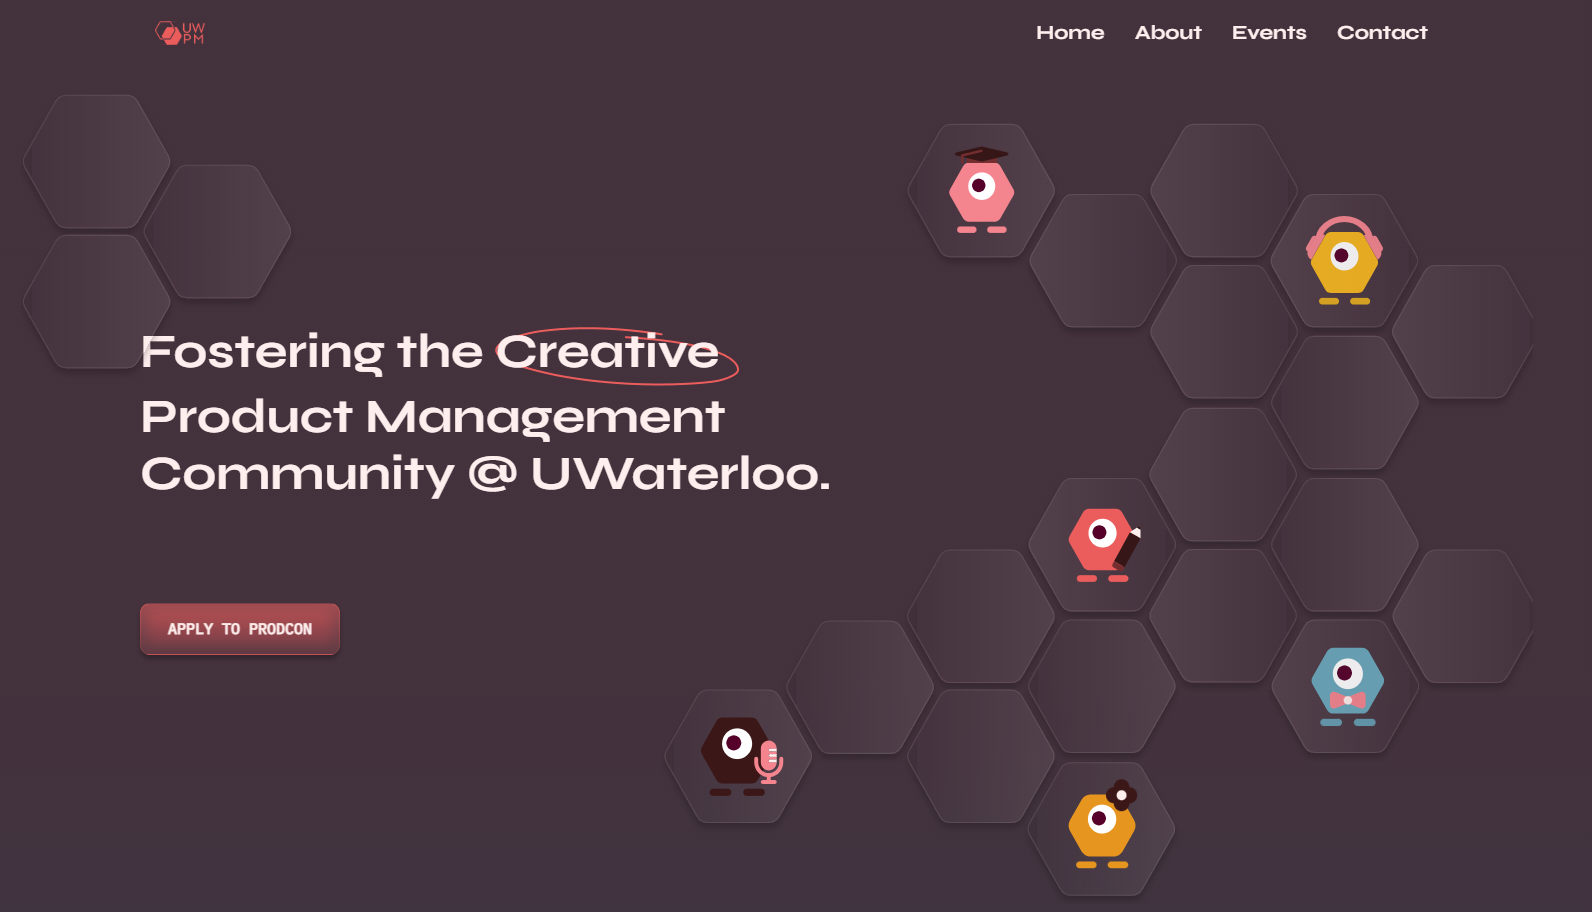 UW
PM
Home About Events Contact
Fostering the Creative
Product Management
Community @ UWaterloo.
APPLY TO PRODCON